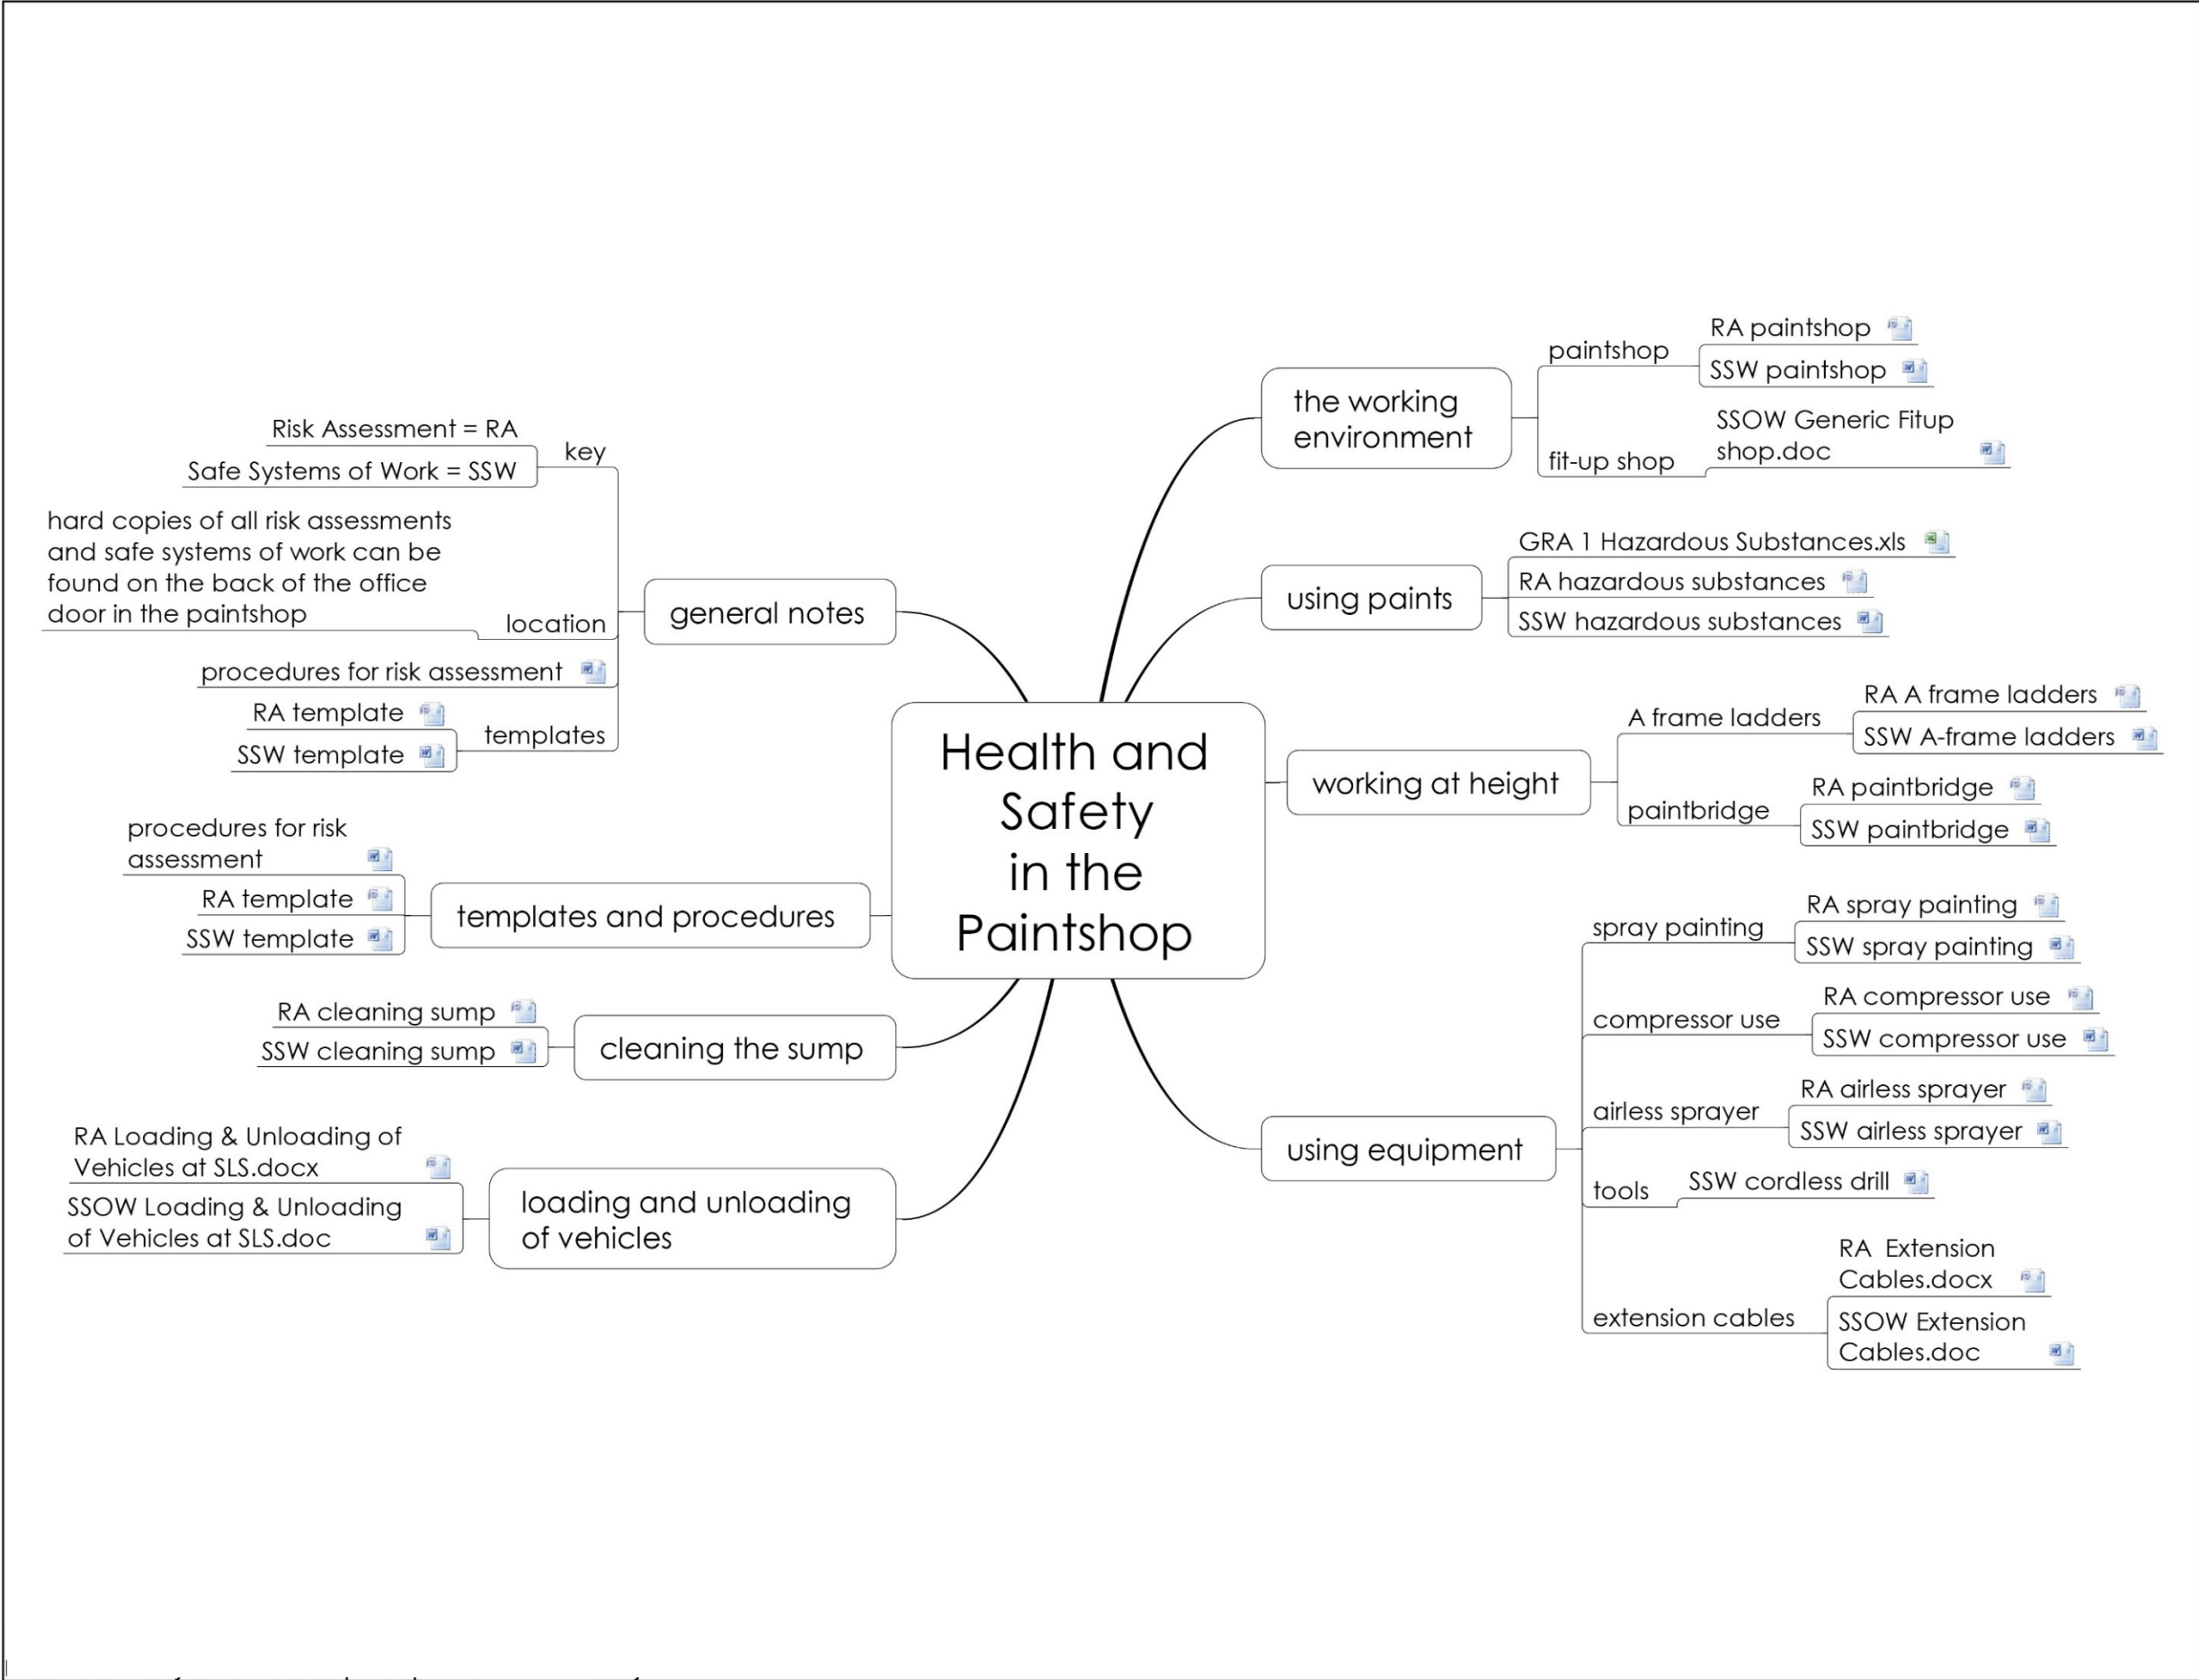 Health and
Safety
in the
Paintshop
the working
environment
paintshop
RA paintshop
SSW paintshop
fit-up shop
SSOW Generic Fitup
shop.doc
using paints
GRA 1 Hazardous Substances.xls
RA hazardous substances
SSW hazardous substances
working at height
A frame ladders
RA A frame ladders
SSW A-frame ladders
paintbridge
RA paintbridge
SSW paintbridge
using equipment
spray painting
RA spray painting
SSW spray painting
compressor use
RA compressor use
SSW compressor use
airless sprayer
RA airless sprayer
SSW airless sprayer
tools
SSW cordless drill
extension cables
RA  Extension
Cables.docx
SSOW Extension
Cables.doc
general notes
key
Risk Assessment = RA
Safe Systems of Work = SSW
location
hard copies of all risk assessments
and safe systems of work can be
found on the back of the office
door in the paintshop
procedures for risk assessment
templates
RA template
SSW template
templates and procedures
procedures for risk
assessment
RA template
SSW template
cleaning the sump
RA cleaning sump
SSW cleaning sump
loading and unloading
of vehicles
RA Loading & Unloading of
Vehicles at SLS.docx
SSOW Loading & Unloading
of Vehicles at SLS.doc